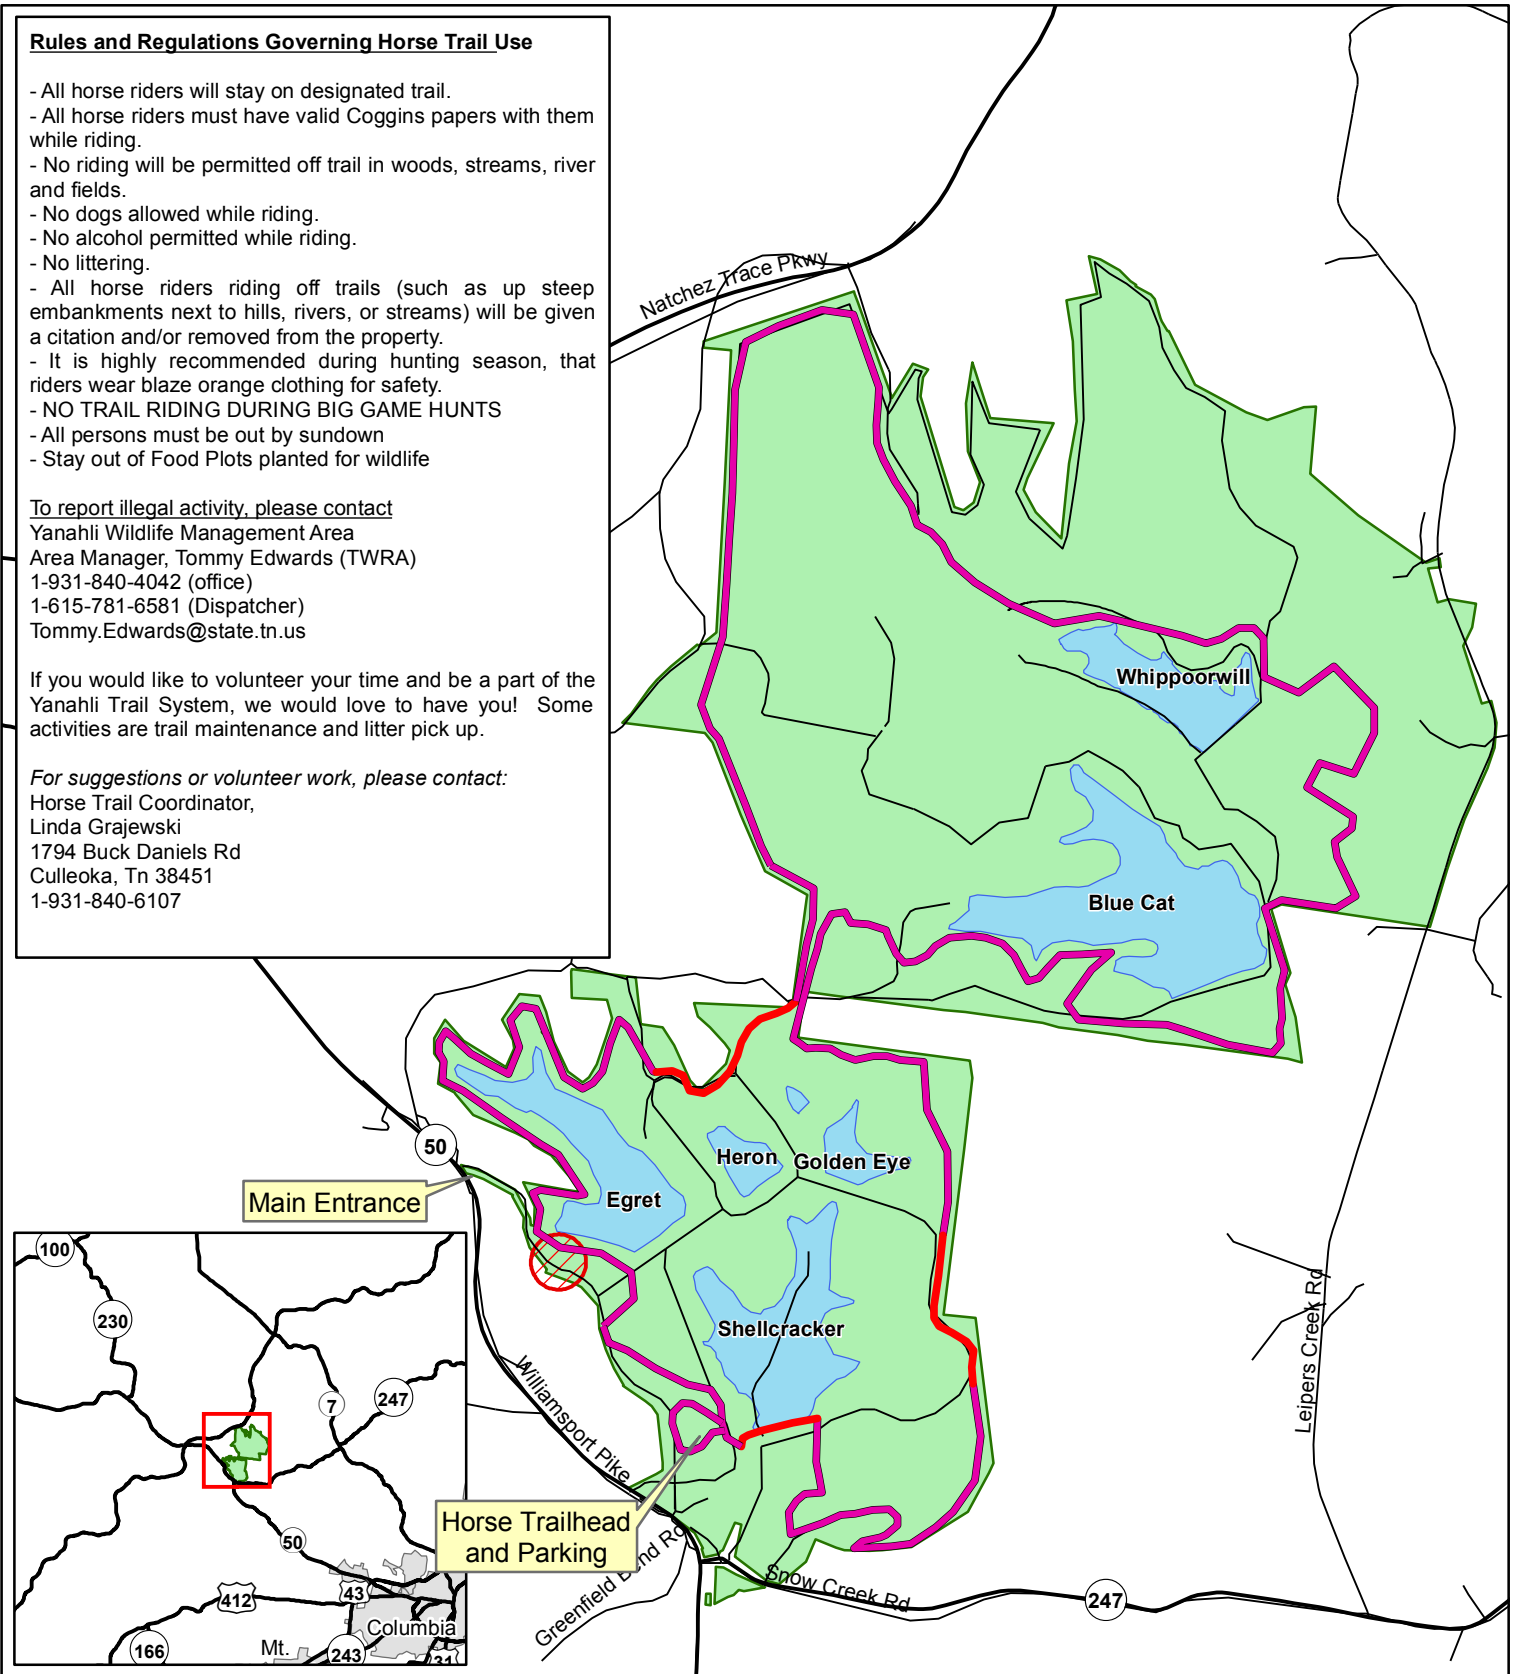 Rules and Regulations Governing Horse Trail Use
- All horse riders will stay on designated trail.
- All horse riders must have valid Coggins papers with them
while riding.
- No riding will be permitted off trail in woods, streams, river
and fields.
- No dogs allowed while riding.
- No alcohol permitted while riding.
- No littering.
- All horse riders riding off trails (such as up steep
embankments next to hills, rivers, or streams) will be given
a citation and/or removed from the property.
- It is highly recommended during hunting season, that
riders wear blaze orange clothing for safety.
- NO TRAIL RIDING DURING BIG GAME HUNTS
- All persons must be out by sundown
- Stay out of Food Plots planted for wildlife
To report illegal activity, please contact
Yanahli Wildlife Management Area
Area Manager, Tommy Edwards (TWRA)
1-931-840-4042 (office)
1-615-781-6581 (Dispatcher)
Tommy.Edwards@state.tn.us
If you would like to volunteer your time and be a part of the
Yanahli Trail System, we would love to have you! Some
activities are trail maintenance and litter pick up.
For suggestions or volunteer work, please contact:
Horse Trail Coordinator,
Linda Grajewski
1794 Buck Daniels Rd
Culleoka, Tn 38451
1-931-840-6107
Natchez Trace Pkwy
Whippoorwill
Blue Cat
50
Heron
Golden Eye
Egret
Main Entrance
Shellcracker
Leipers Creek Rd
Williamsport Pike
Horse Trailhead
and Parking
Greenfield Rd
Snow Creek Rd
247
100
230
7
247
50
412
43
Columbia
166
Mt.
243
31